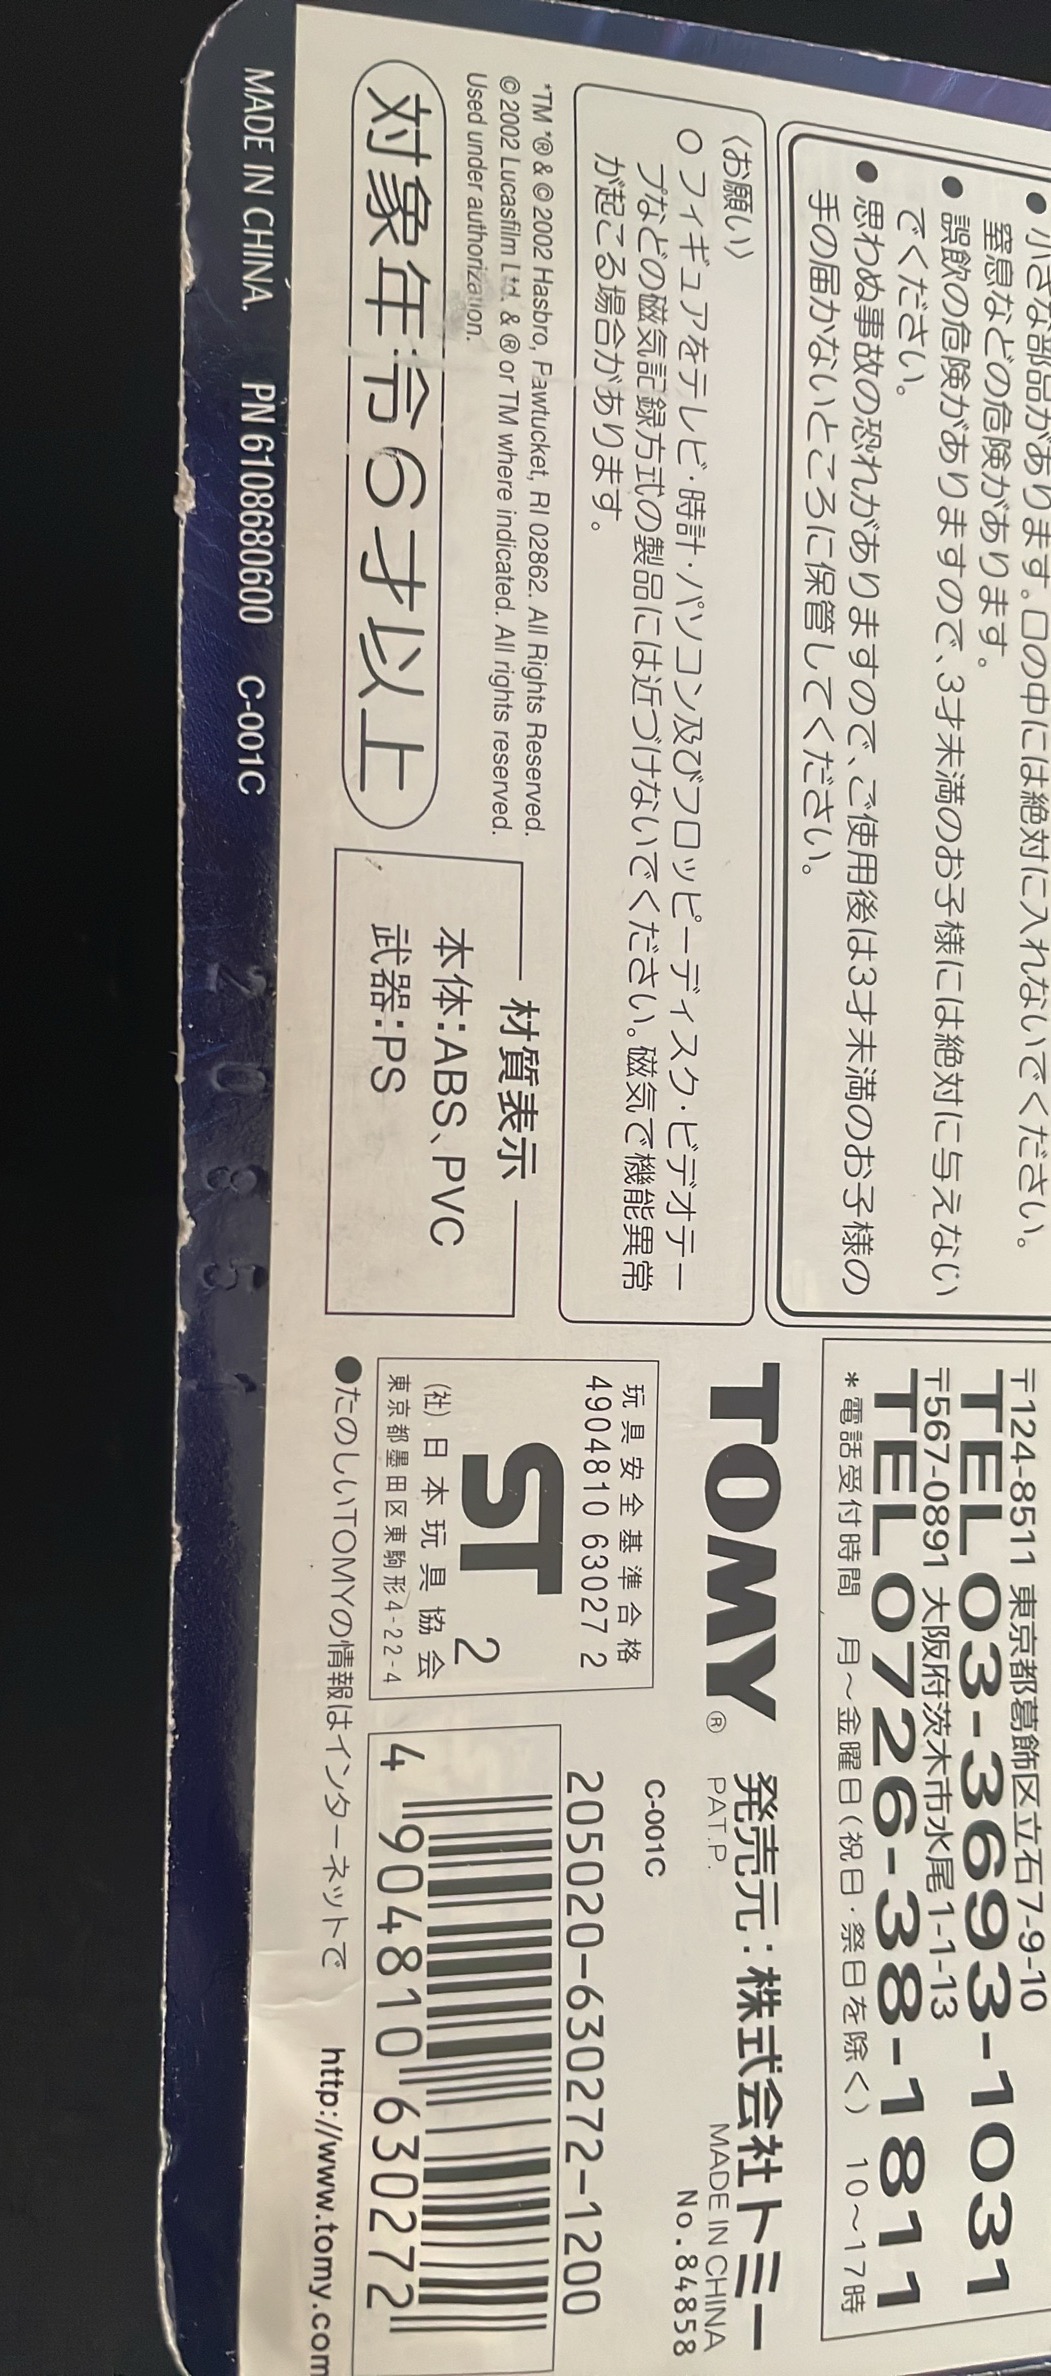 ●小さな部品があります。口の中には絶対に入れないでください。
窒息などの危険があります。
●誤飲の危険がありますので、3才未満のお子様には絶対に与えない
でください。
●思わぬ事故の恐れがありますので、ご使用後は3才未満のお子様の
手の届かないところに保管してください。
〈お願い〉
○フィギュアをテレビ・時計・パソコン及びフロッピーディスク・ビデオテー
プなどの磁気記録方式の製品には近づけないでください。磁気で機能異常
が起こる場合があります。
*TM *® & © 2002 Hasbro, Pawtucket, RI 02862. All Rights Reserved.
© 2002 Lucasfilm Ltd. & ® or TM where indicated. All rights reserved.
Used under authorization.
対象年令6才以上
材質表示
本体:ABS、PVC
武器:PS
〒124-8511 東京都葛飾区立石7-9-10
TEL 03-3693-1031
〒567-0891 大阪府茨木市水尾1-1-13
TEL 0726-38-1811
*電話受付時間 月〜金曜日(祝日・祭日を除く) 10〜17時
TOMY® 発売元:株式会社トミー
PAT.P. MADE IN CHINA
C-001C No.84858
玩具安全基準合格
4904810 63027 2
ST 2
(社)日本玩具協会
東京都墨田区東駒形4-22-4
205020-630272-1200
4 904810 630272
●たのしいTOMYの情報はインターネットで http://www.tomy.com
MADE IN CHINA. PN 6108680600 C-001C